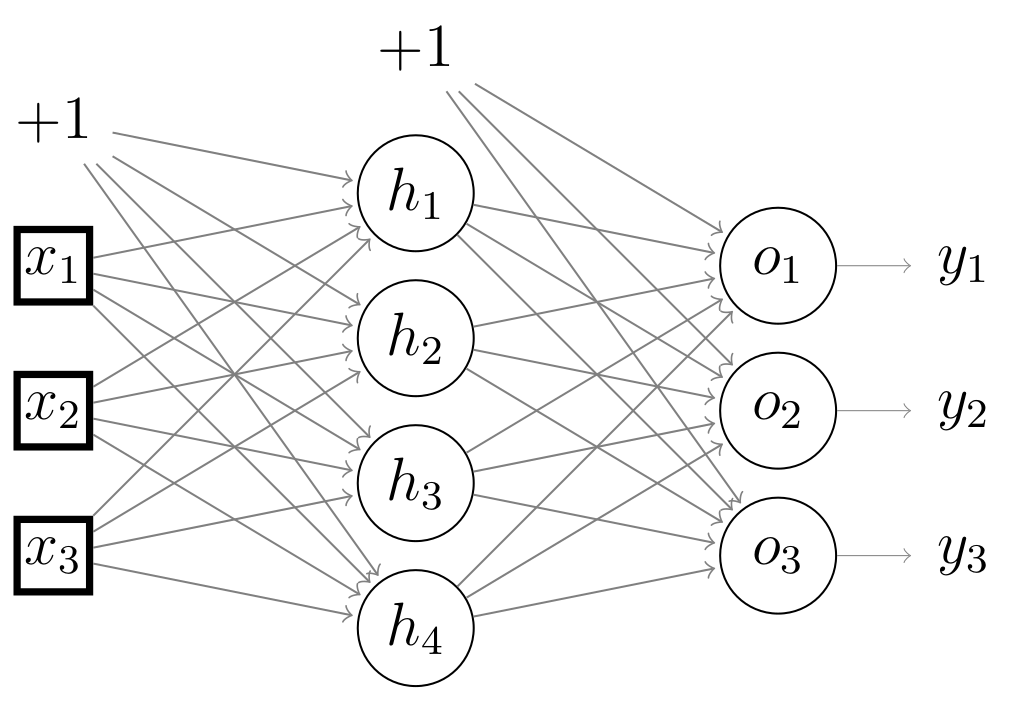 +1
+1
x₁
x₂
x₃
h₁
h₂
h₃
h₄
o₁
o₂
o₃
y₁
y₂
y₃